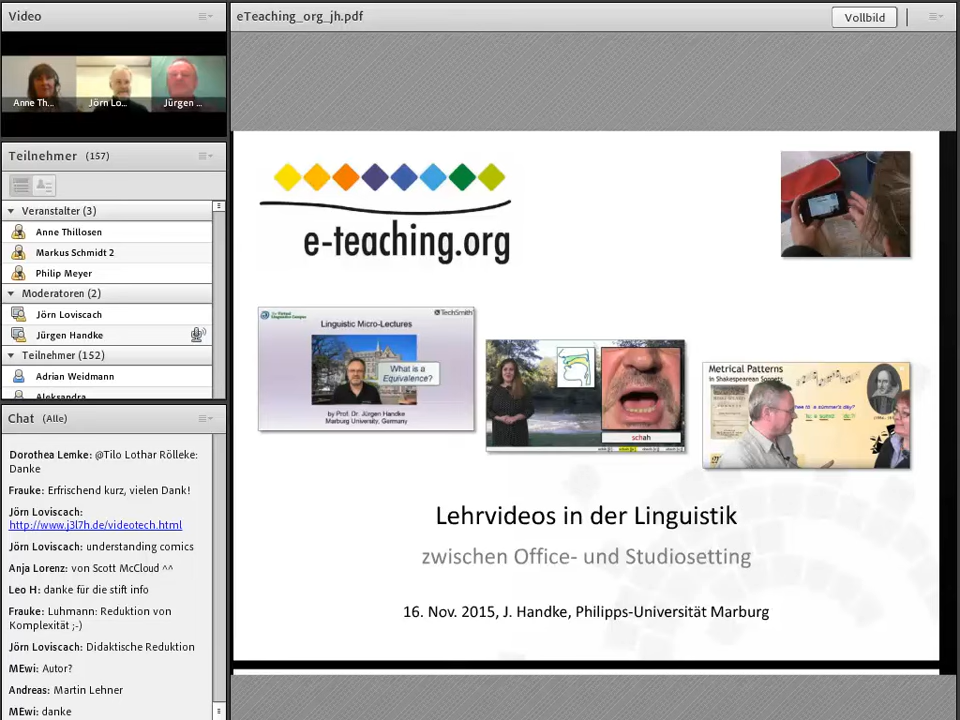 Video
Anne Th...
Jörn Lo...
Jürgen ...
Teilnehmer (157)
Veranstalter (3)
Anne Thillosen
Markus Schmidt 2
Philip Meyer
Moderatoren (2)
Jörn Loviscach
Jürgen Handke
Teilnehmer (152)
Adrian Weidmann
Aleksandra
Chat (Alle)
Dorothea Lemke: @Tilo Lothar Rölleke:
Danke
Frauke: Erfrischend kurz, vielen Dank!
Jörn Loviscach:
http://www.j3l7h.de/videotech.html
Jörn Loviscach: understanding comics
Anja Lorenz: von Scott McCloud ^^
Leo H: danke für die stift info
Frauke: Luhmann: Reduktion von
Komplexität ;-)
Jörn Loviscach: Didaktische Reduktion
MEwi: Autor?
Andreas: Martin Lehner
MEwi: danke
eTeaching_org_jh.pdf
Vollbild
e-teaching.org
TechSmith
Linguistic Micro-Lectures
What is a
Equivalence?
by Prof. Dr. Jürgen Handke
Marburg University, Germany
schah
Metrical Patterns
in Shakespearean Sonnets
Lehrvideos in der Linguistik
zwischen Office- und Studiosetting
16. Nov. 2015, J. Handke, Philipps-Universität Marburg